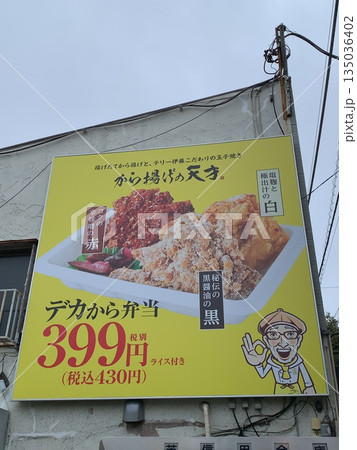 揚げたてから揚げと、テリー伊藤こだわりの玉子焼き
から揚げの天才
塩麹と
極出汁の白
赤
秘伝の
黒醤油の黒
デカから弁当
399円
税別
ライス付き
(税込430円)
PIXTA
135036402